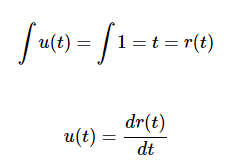 ∫ u(t) = ∫ 1 = t = r(t)
u(t) = dr(t)/dt